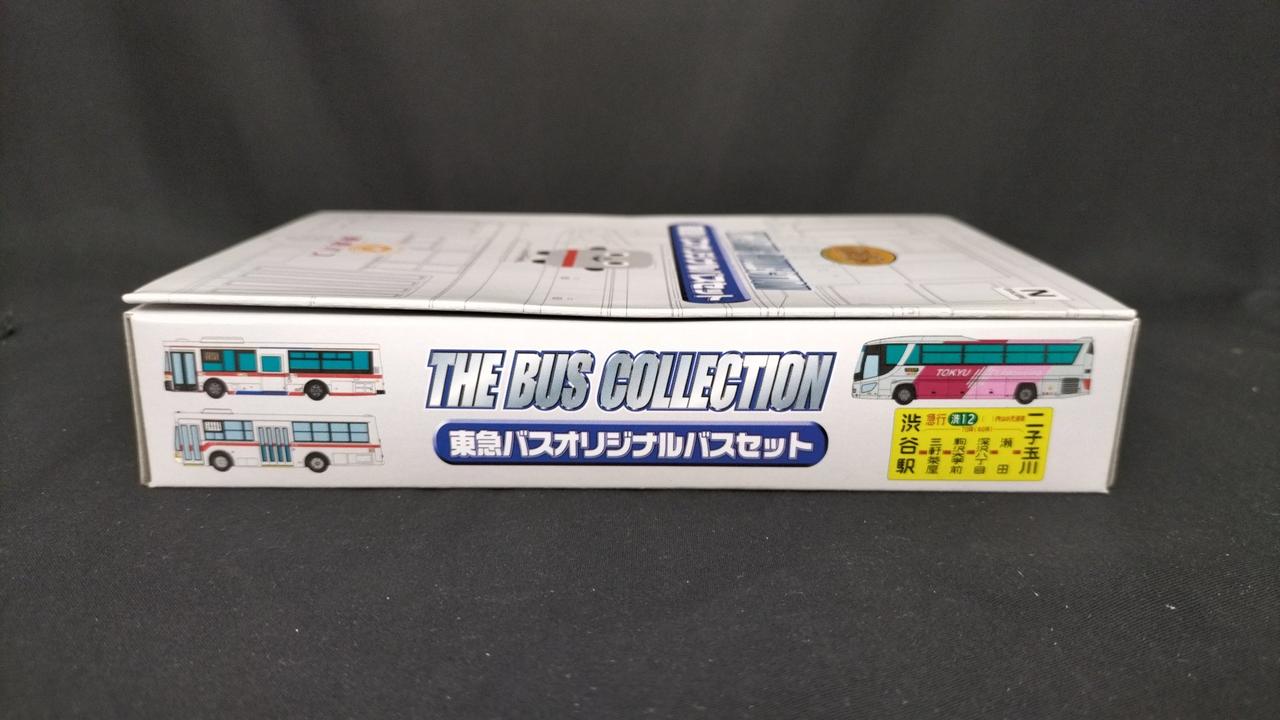 THE BUS COLLECTION
東急バスオリジナルバスセット
TOKYU
渋谷駅
急行 渋12
三軒茶屋
駒沢大学前
深沢八丁目
瀬田
二子玉川
N